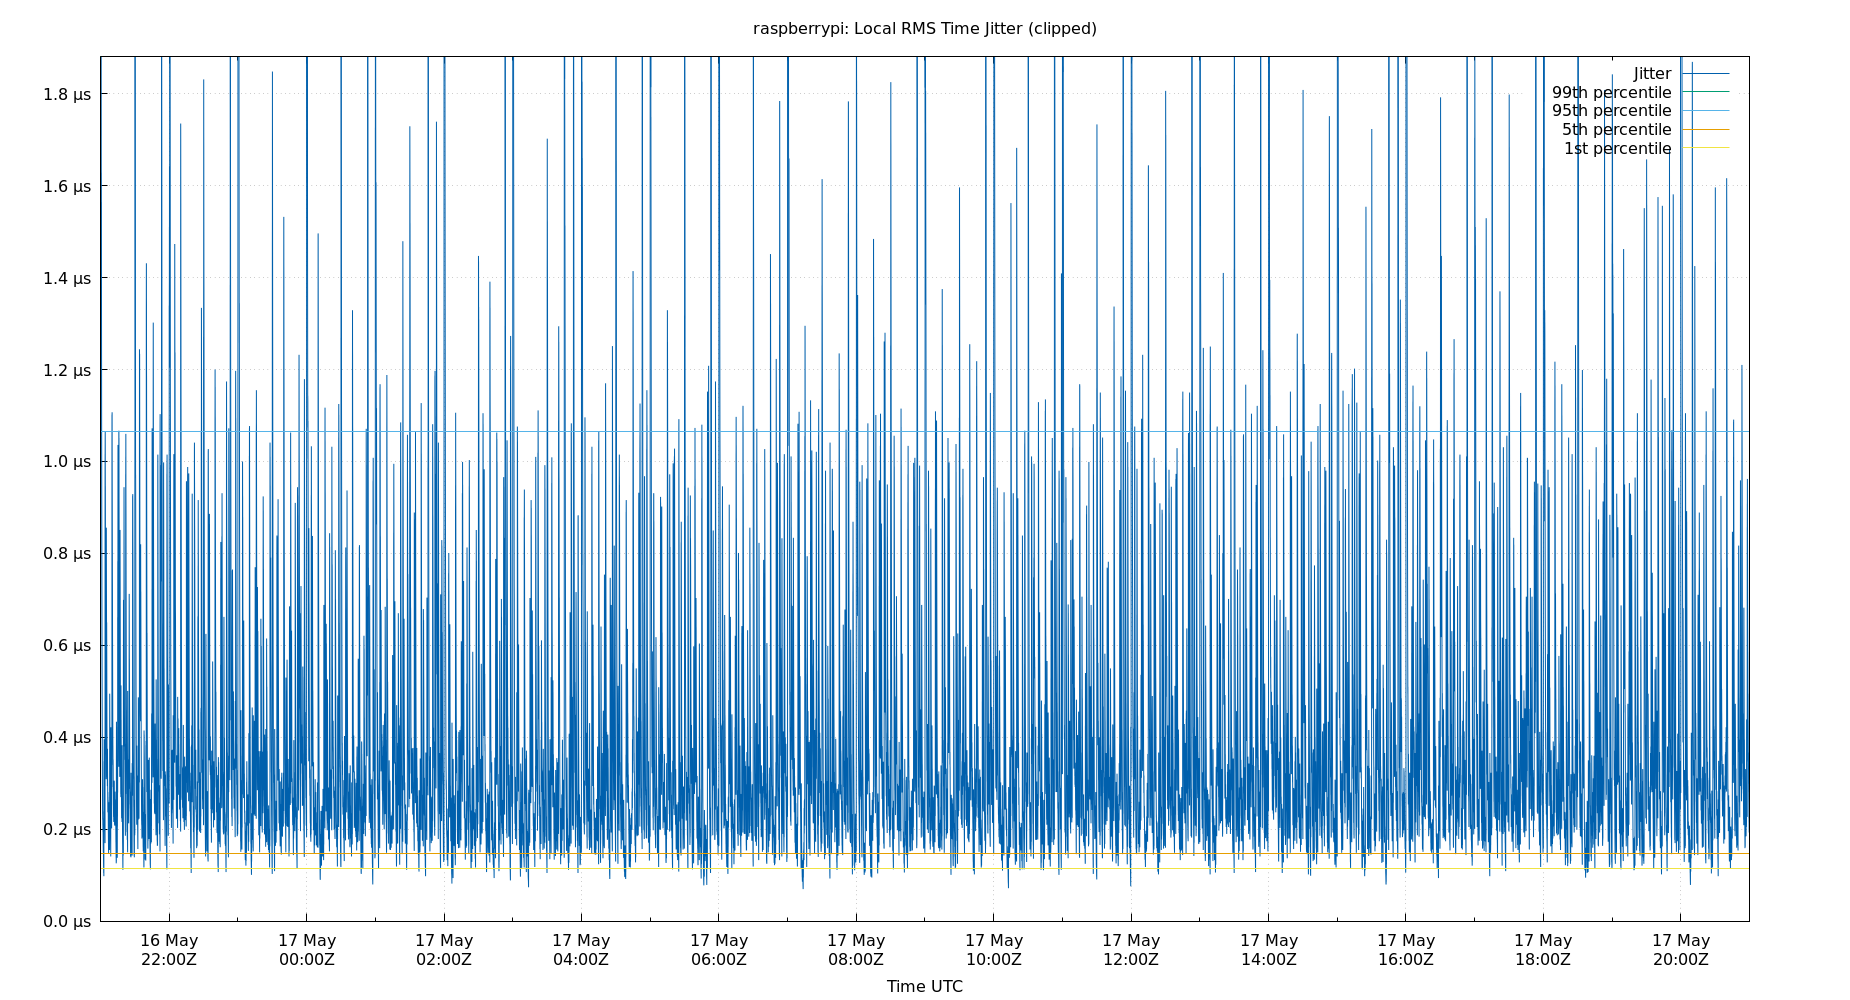 raspberrypi: Local RMS Time Jitter (clipped)
Jitter
99th percentile
95th percentile
5th percentile
1st percentile
1.8 µs
1.6 µs
1.4 µs
1.2 µs
1.0 µs
0.8 µs
0.6 µs
0.4 µs
0.2 µs
0.0 µs
16 May 17 May 17 May 17 May 17 May 17 May 17 May 17 May 17 May 17 May 17 May 17 May
22:00Z 00:00Z 02:00Z 04:00Z 06:00Z 08:00Z 10:00Z 12:00Z 14:00Z 16:00Z 18:00Z 20:00Z
Time UTC